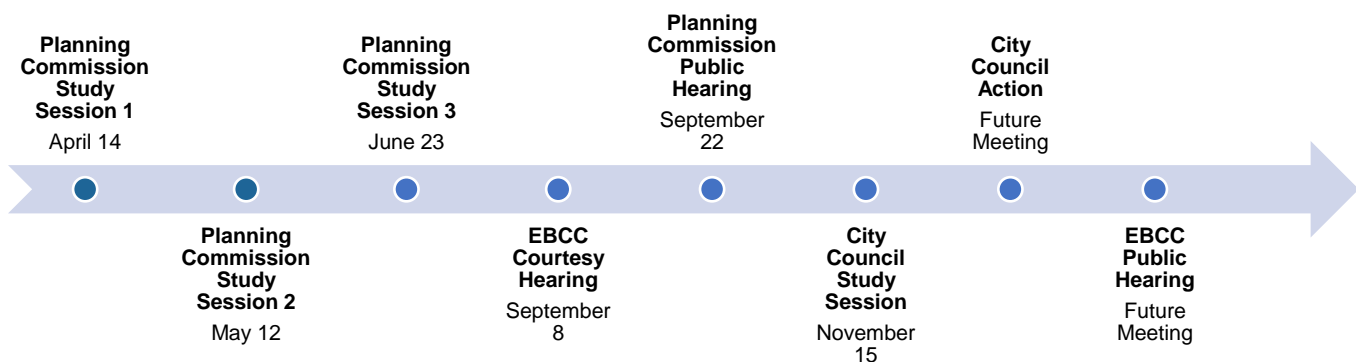 Planning
Commission
Study
Session 1
April 14
Planning
Commission
Study
Session 2
May 12
Planning
Commission
Study
Session 3
June 23
EBCC
Courtesy
Hearing
September
8
Planning
Commission
Public
Hearing
September
22
City
Council
Study
Session
November
15
City
Council
Action
Future
Meeting
EBCC
Public
Hearing
Future
Meeting